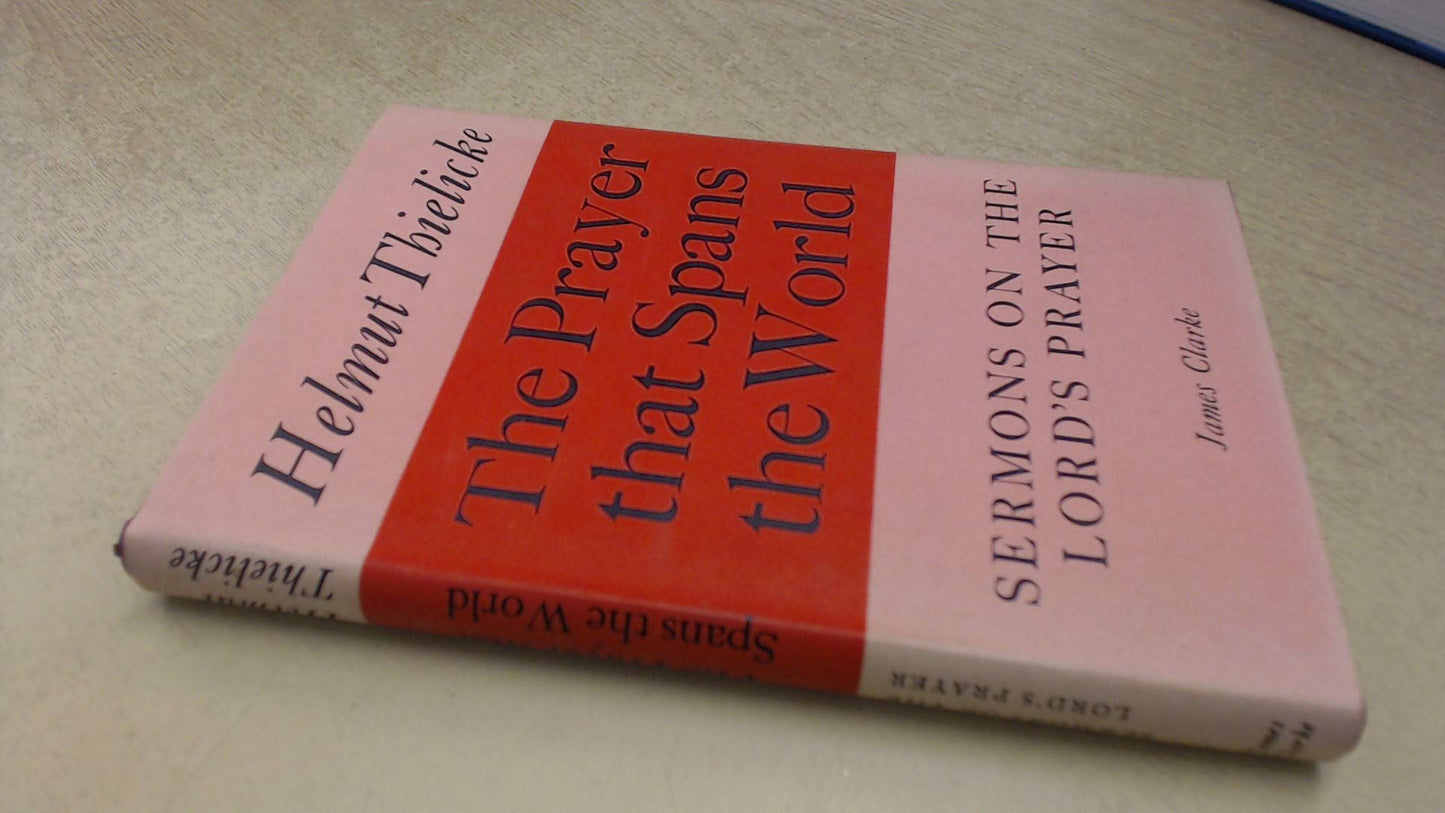 Helmut Thielicke
The Prayer
that Spans
the World
SERMONS ON THE
LORD'S PRAYER
James Clarke
Thielicke
Spans the World
LORD'S PRAYER